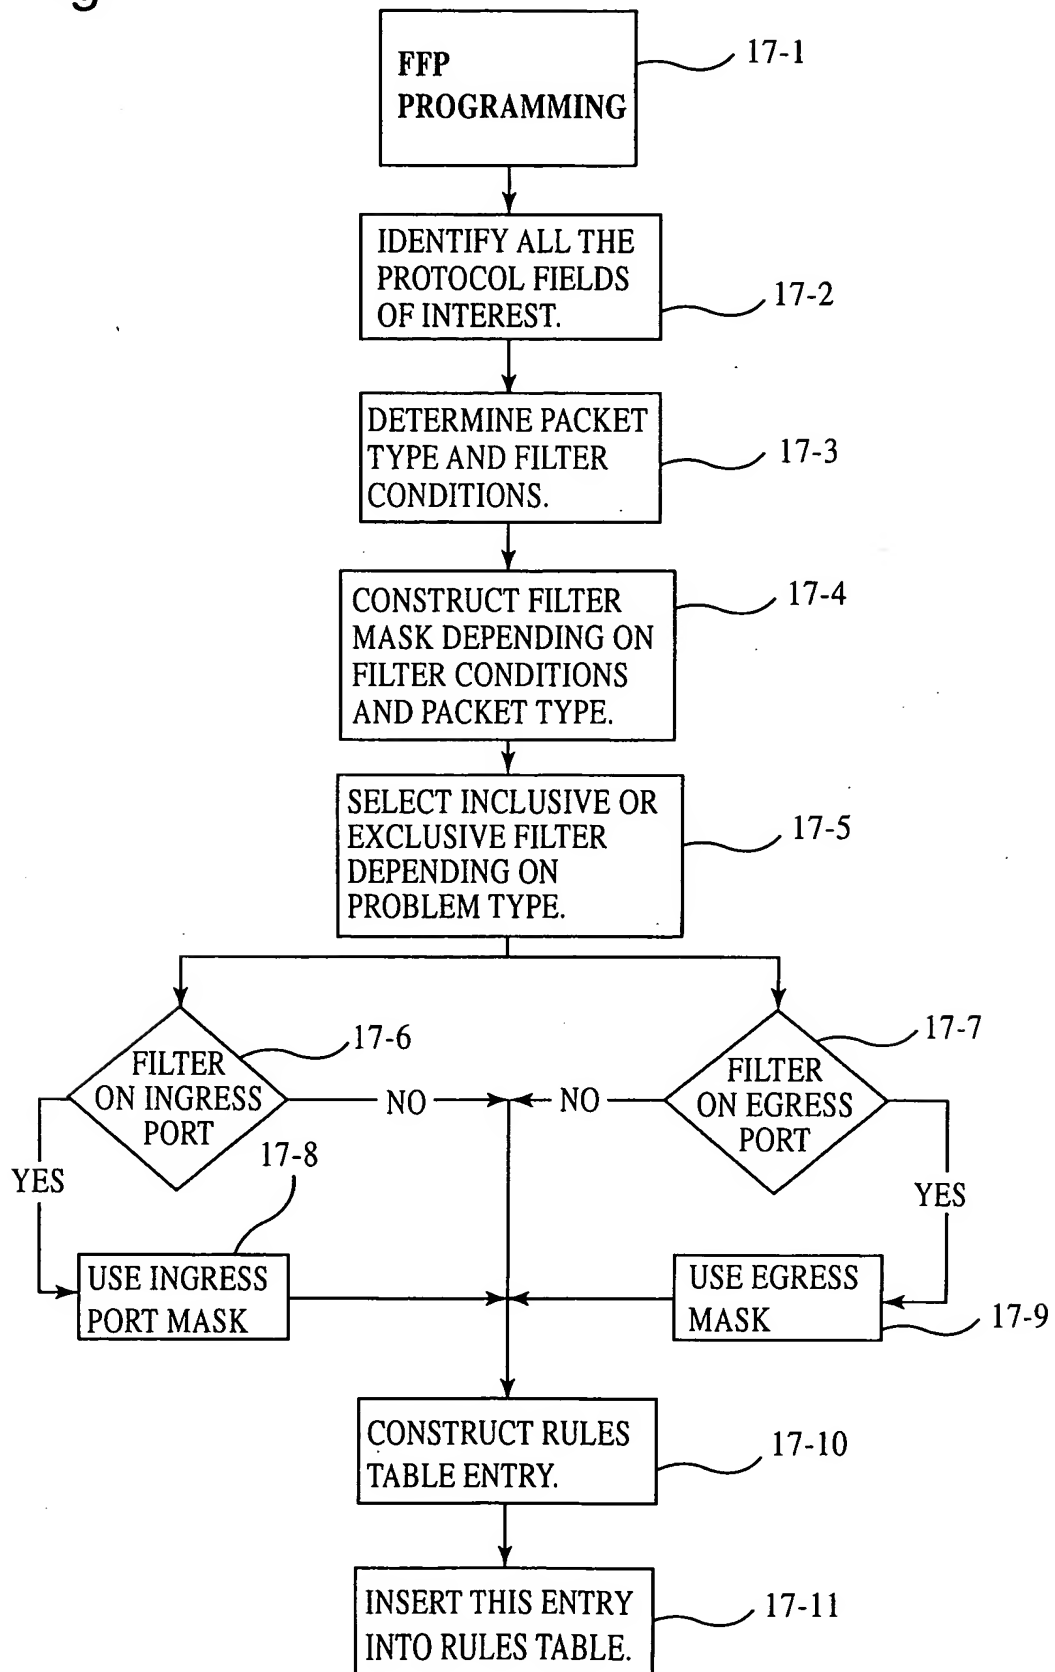 FFP
PROGRAMMING
17-1
IDENTIFY ALL THE
PROTOCOL FIELDS
OF INTEREST.
17-2
DETERMINE PACKET
TYPE AND FILTER
CONDITIONS.
17-3
CONSTRUCT FILTER
MASK DEPENDING ON
FILTER CONDITIONS
AND PACKET TYPE.
17-4
SELECT INCLUSIVE OR
EXCLUSIVE FILTER
DEPENDING ON
PROBLEM TYPE.
17-5
FILTER
ON INGRESS
PORT
17-6
NO
NO
FILTER
ON EGRESS
PORT
17-7
YES
17-8
YES
USE INGRESS
PORT MASK
USE EGRESS
MASK
17-9
CONSTRUCT RULES
TABLE ENTRY.
17-10
INSERT THIS ENTRY
INTO RULES TABLE.
17-11